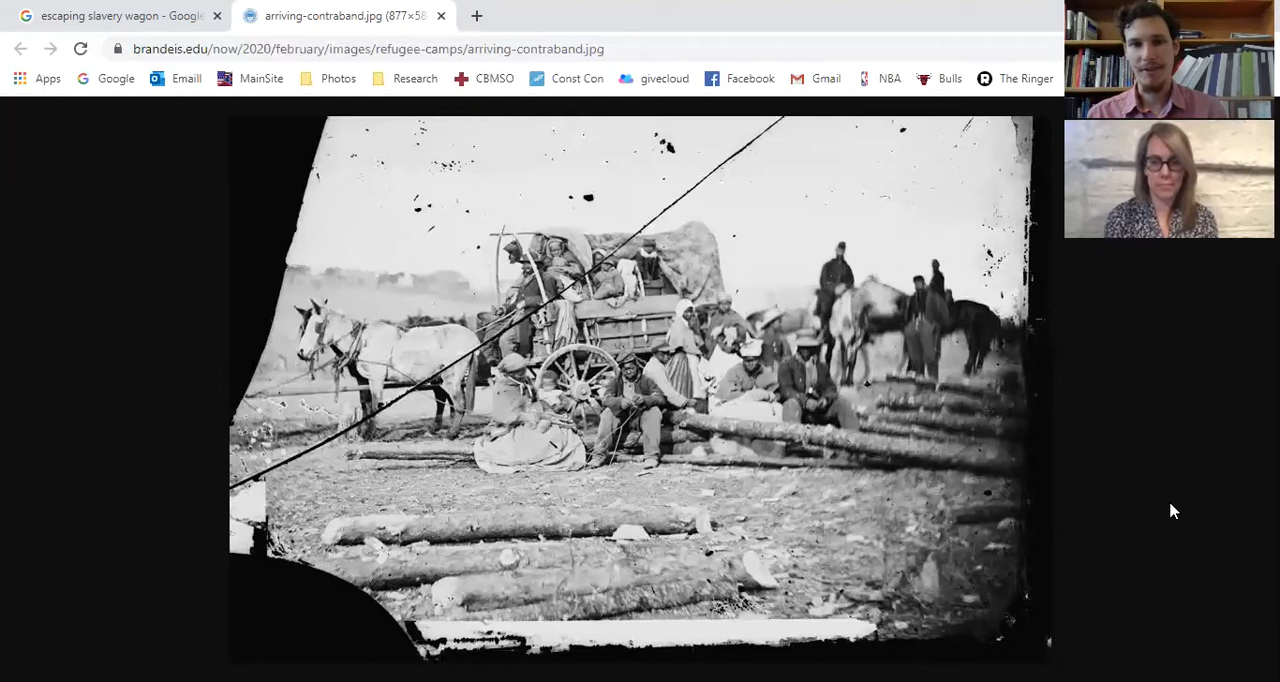 escaping slavery wagon - Google
arriving-contraband.jpg (877×58
brandeis.edu/now/2020/february/images/refugee-camps/arriving-contraband.jpg
Apps Google Emaill MainSite Photos Research CBMSO Const Con givecloud Facebook Gmail NBA Bulls The Ringer